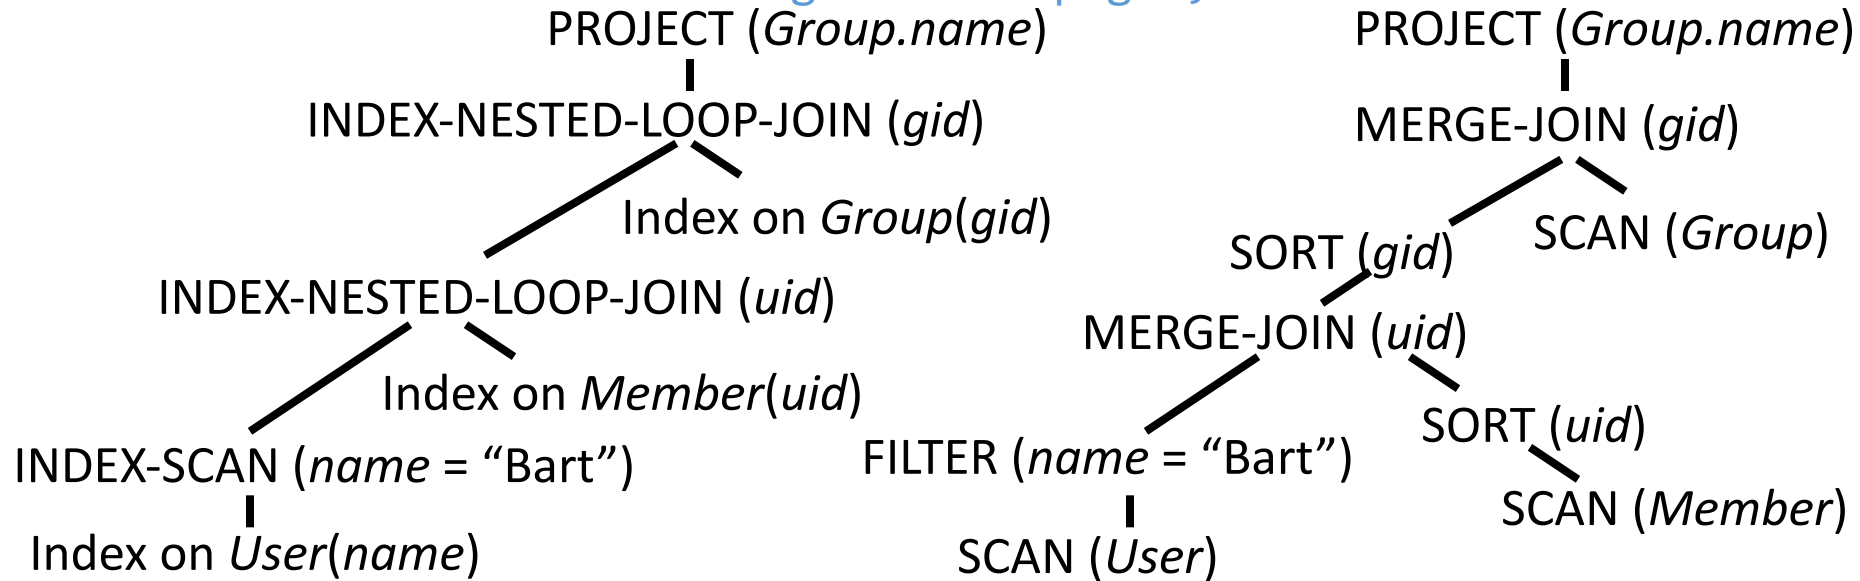 PROJECT (Group.name)
INDEX-NESTED-LOOP-JOIN (gid)
Index on Group(gid)
INDEX-NESTED-LOOP-JOIN (uid)
Index on Member(uid)
INDEX-SCAN (name = “Bart”)
Index on User(name)
PROJECT (Group.name)
MERGE-JOIN (gid)
SCAN (Group)
SORT (gid)
MERGE-JOIN (uid)
FILTER (name = “Bart”)
SORT (uid)
SCAN (Member)
SCAN (User)